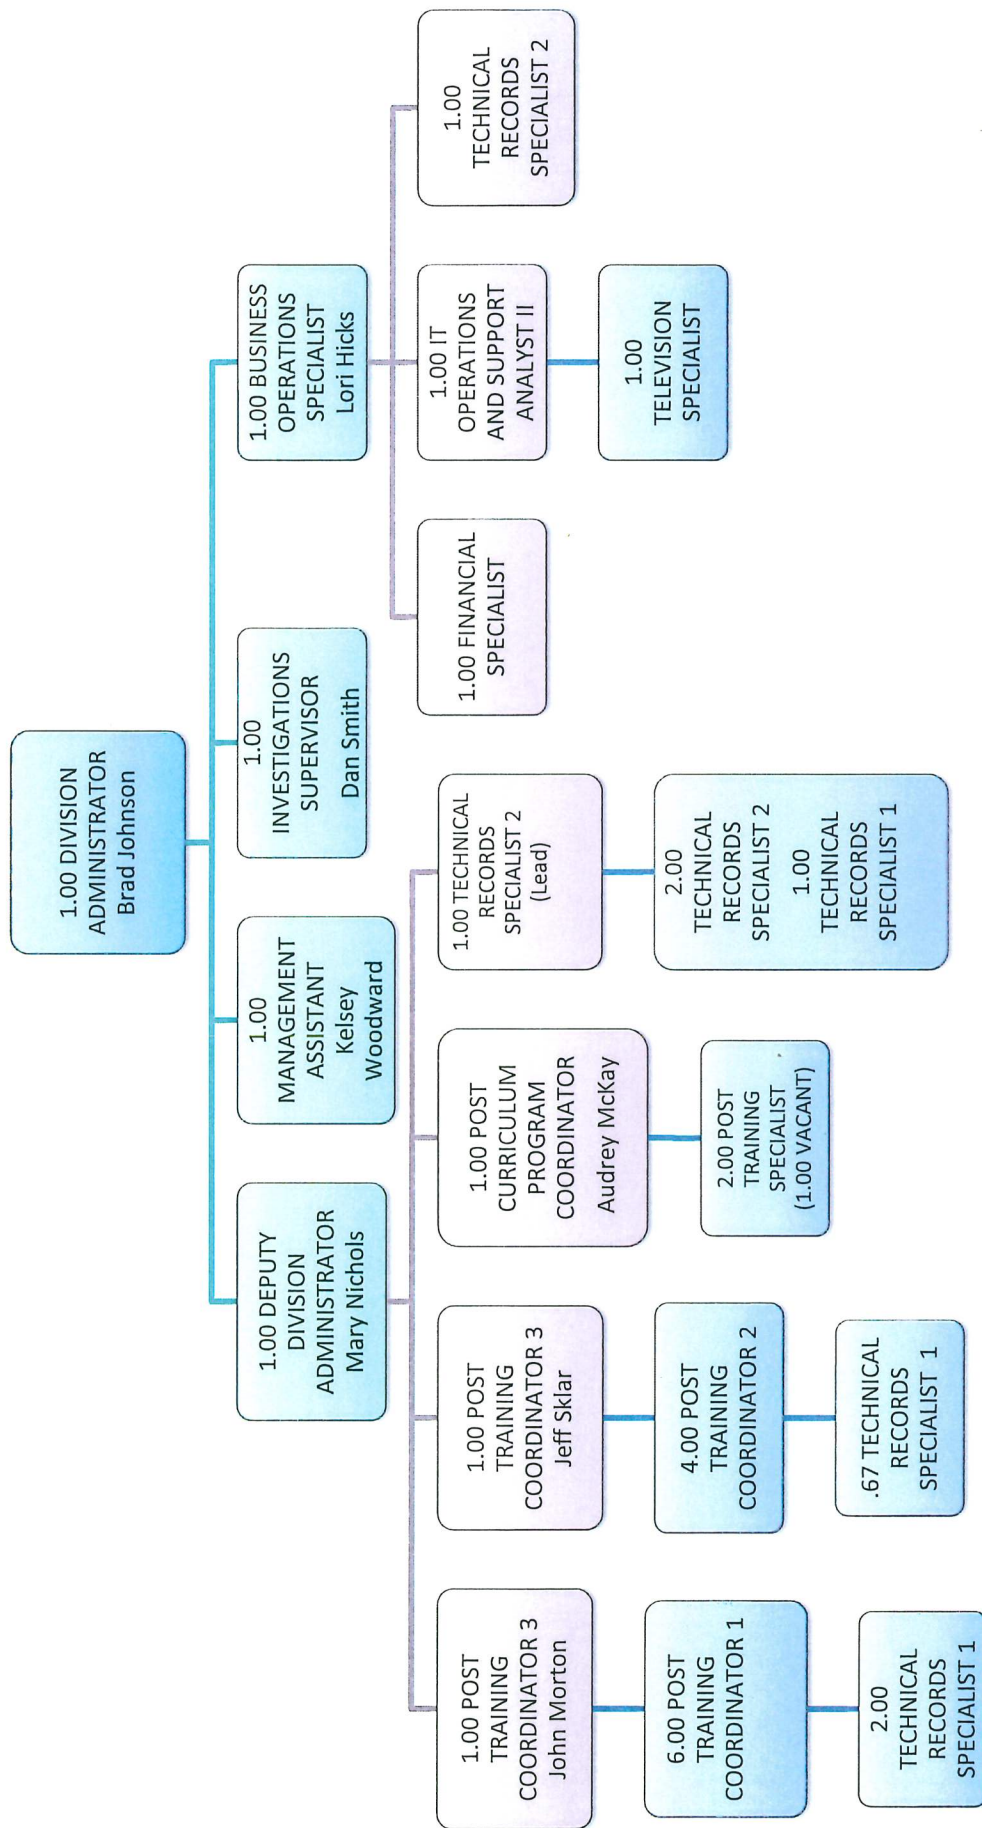 1.00 DIVISION
ADMINISTRATOR
Brad Johnson
1.00 DEPUTY
DIVISION
ADMINISTRATOR
Mary Nichols
1.00
MANAGEMENT
ASSISTANT
Kelsey
Woodward
1.00
INVESTIGATIONS
SUPERVISOR
Dan Smith
1.00 BUSINESS
OPERATIONS
SPECIALIST
Lori Hicks
1.00 POST
TRAINING
COORDINATOR 3
John Morton
1.00 POST
TRAINING
COORDINATOR 3
Jeff Sklar
1.00 POST
CURRICULUM
PROGRAM
COORDINATOR
Audrey McKay
1.00 TECHNICAL
RECORDS
SPECIALIST 2
(Lead)
1.00 FINANCIAL
SPECIALIST
1.00 IT
OPERATIONS
AND SUPPORT
ANALYST II
1.00
TECHNICAL
RECORDS
SPECIALIST 2
6.00 POST
TRAINING
COORDINATOR 1
4.00 POST
TRAINING
COORDINATOR 2
2.00 POST
TRAINING
SPECIALIST
(1.00 VACANT)
2.00
TECHNICAL
RECORDS
SPECIALIST 2
1.00
TECHNICAL
RECORDS
SPECIALIST 1
1.00
TELEVISION
SPECIALIST
2.00
TECHNICAL
RECORDS
SPECIALIST 1
.67 TECHNICAL
RECORDS
SPECIALIST 1